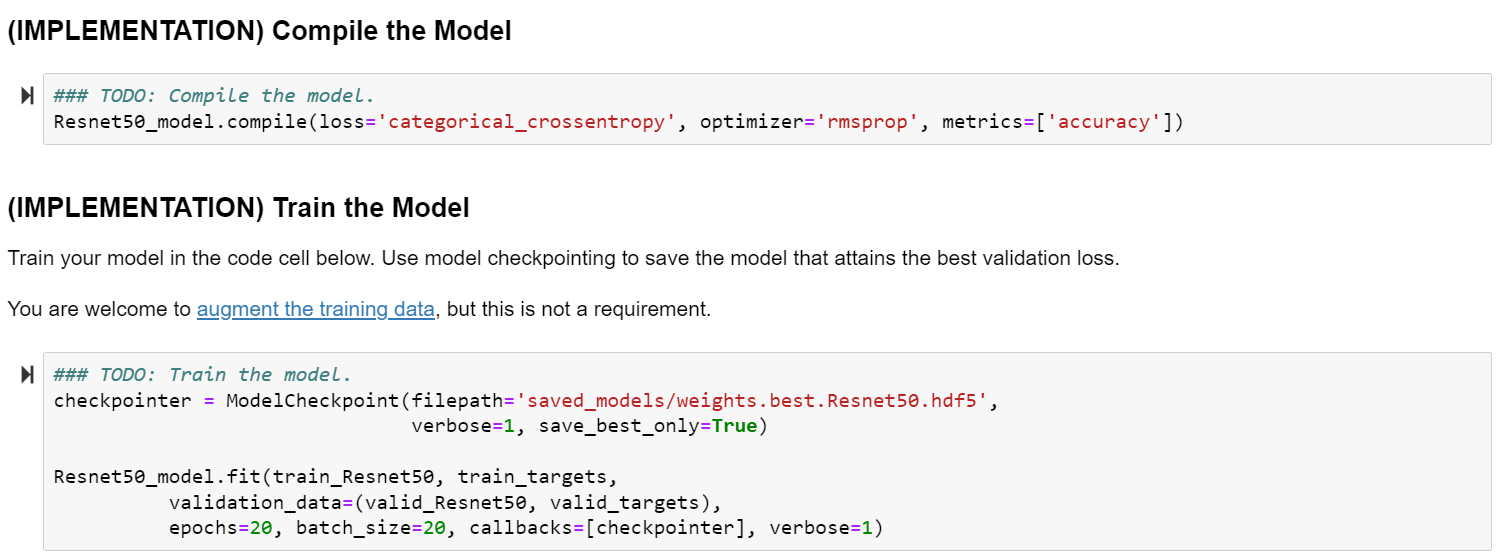 (IMPLEMENTATION) Compile the Model
### TODO: Compile the model.
Resnet50_model.compile(loss='categorical_crossentropy', optimizer='rmsprop', metrics=['accuracy'])
(IMPLEMENTATION) Train the Model
Train your model in the code cell below. Use model checkpointing to save the model that attains the best validation loss.
You are welcome to augment the training data, but this is not a requirement.
### TODO: Train the model.
checkpointer = ModelCheckpoint(filepath='saved_models/weights.best.Resnet50.hdf5',
                               verbose=1, save_best_only=True)
Resnet50_model.fit(train_Resnet50, train_targets,
          validation_data=(valid_Resnet50, valid_targets),
          epochs=20, batch_size=20, callbacks=[checkpointer], verbose=1)